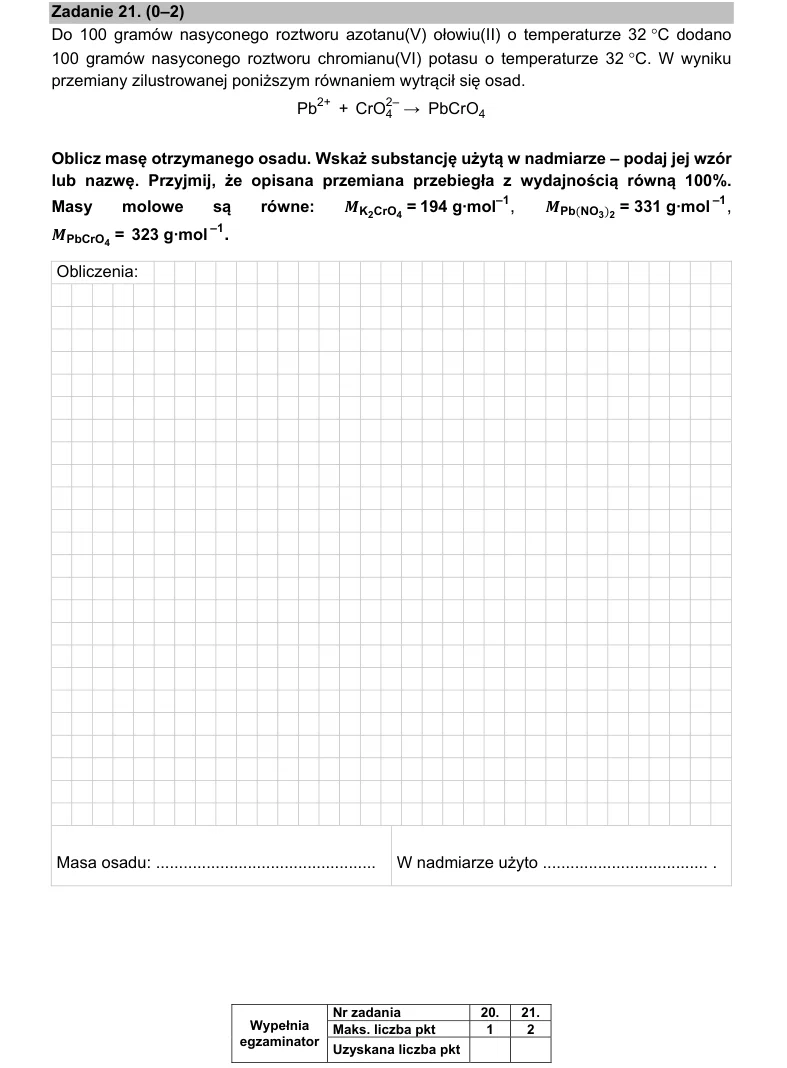 Zadanie 21. (0–2)
Do 100 gramów nasyconego roztworu azotanu(V) ołowiu(II) o temperaturze 32 °C dodano
100 gramów nasyconego roztworu chromianu(VI) potasu o temperaturze 32 °C. W wyniku
przemiany zilustrowanej poniższym równaniem wytrącił się osad.
Pb²⁺ + CrO₄²⁻ → PbCrO₄
Oblicz masę otrzymanego osadu. Wskaż substancję użytą w nadmiarze – podaj jej wzór
lub nazwę. Przyjmij, że opisana przemiana przebiegła z wydajnością równą 100%.
Masy molowe są równe: M K₂CrO₄ = 194 g·mol⁻¹, M Pb(NO₃)₂ = 331 g·mol⁻¹,
M PbCrO₄ = 323 g·mol⁻¹.
Obliczenia:
Masa osadu: ................................................ W nadmiarze użyto .................................... .
Wypełnia egzaminator
Nr zadania 20. 21.
Maks. liczba pkt 1 2
Uzyskana liczba pkt